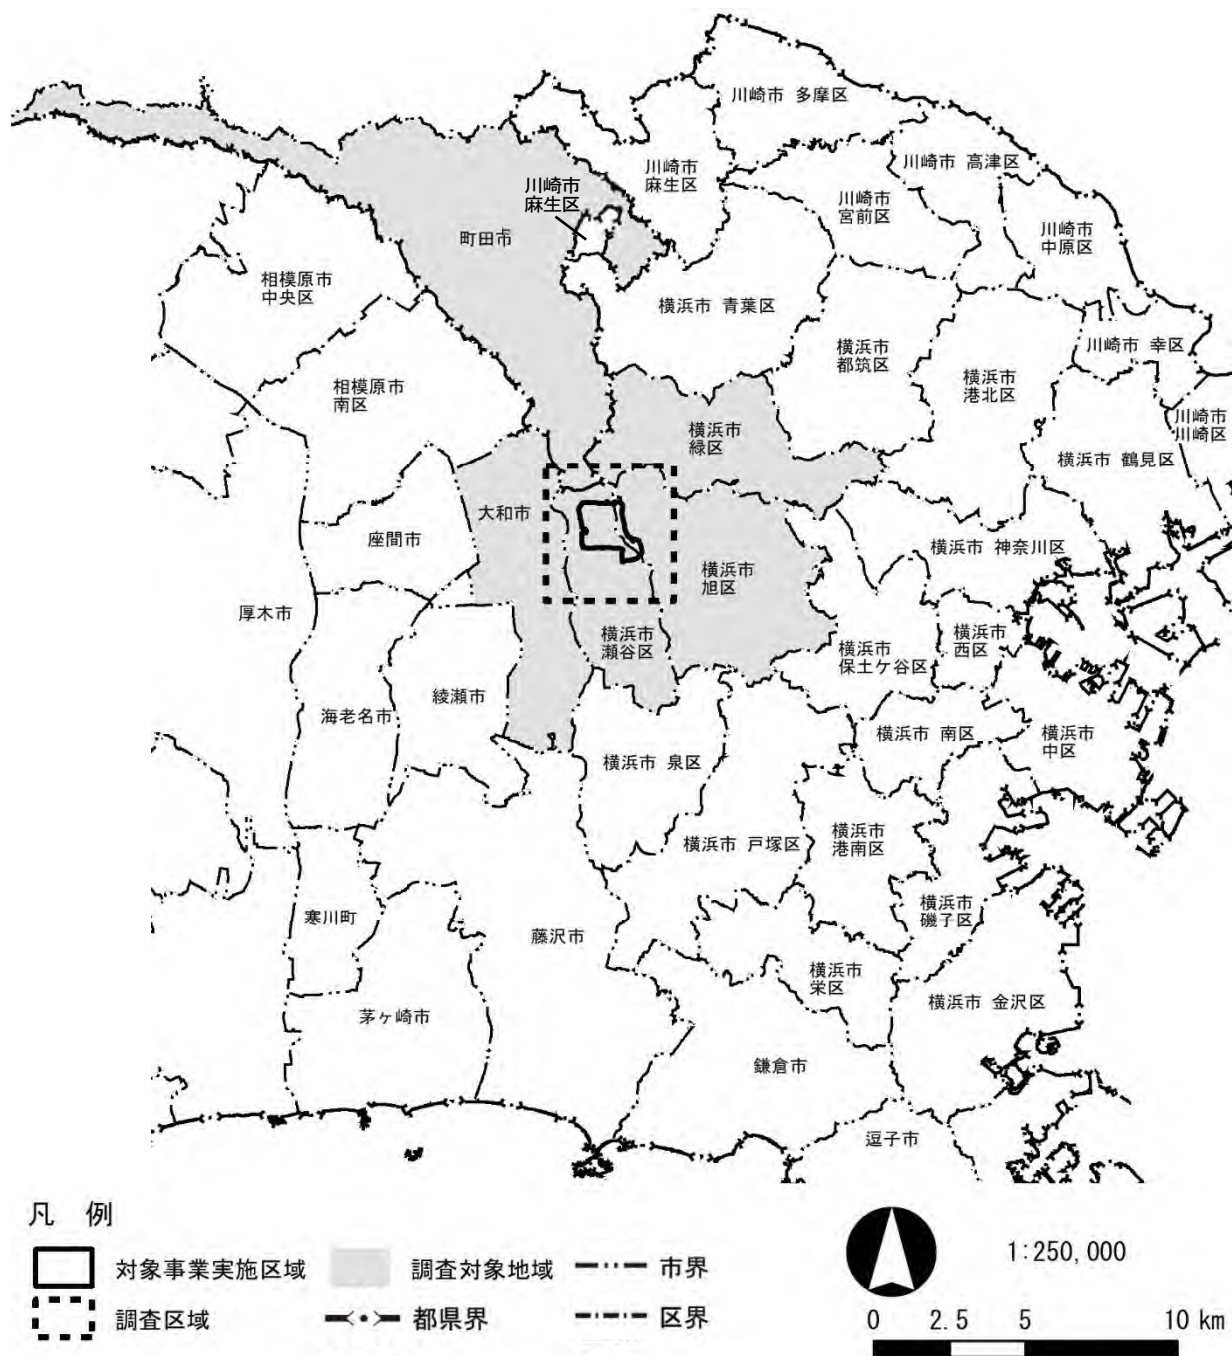 川崎市 多摩区
川崎市 高津区
川崎市
麻生区
川崎市
麻生区
川崎市
宮前区
川崎市
中原区
町田市
相模原市
中央区
横浜市 青葉区
川崎市 幸区
横浜市
都筑区
相模原市
南区
横浜市
港北区
川崎市
川崎区
横浜市
緑区
横浜市 鶴見区
大和市
座間市
横浜市 神奈川区
横浜市
旭区
厚木市
横浜市
瀬谷区
横浜市
西区
横浜市
保土ケ谷区
綾瀬市
海老名市
横浜市 南区
横浜市
中区
横浜市 泉区
横浜市 戸塚区
横浜市
港南区
横浜市
磯子区
寒川町
藤沢市
横浜市
栄区
横浜市 金沢区
茅ヶ崎市
鎌倉市
逗子市
凡 例
対象事業実施区域
調査対象地域
市界
調査区域
都県界
区界
1:250,000
0 2.5 5 10 km